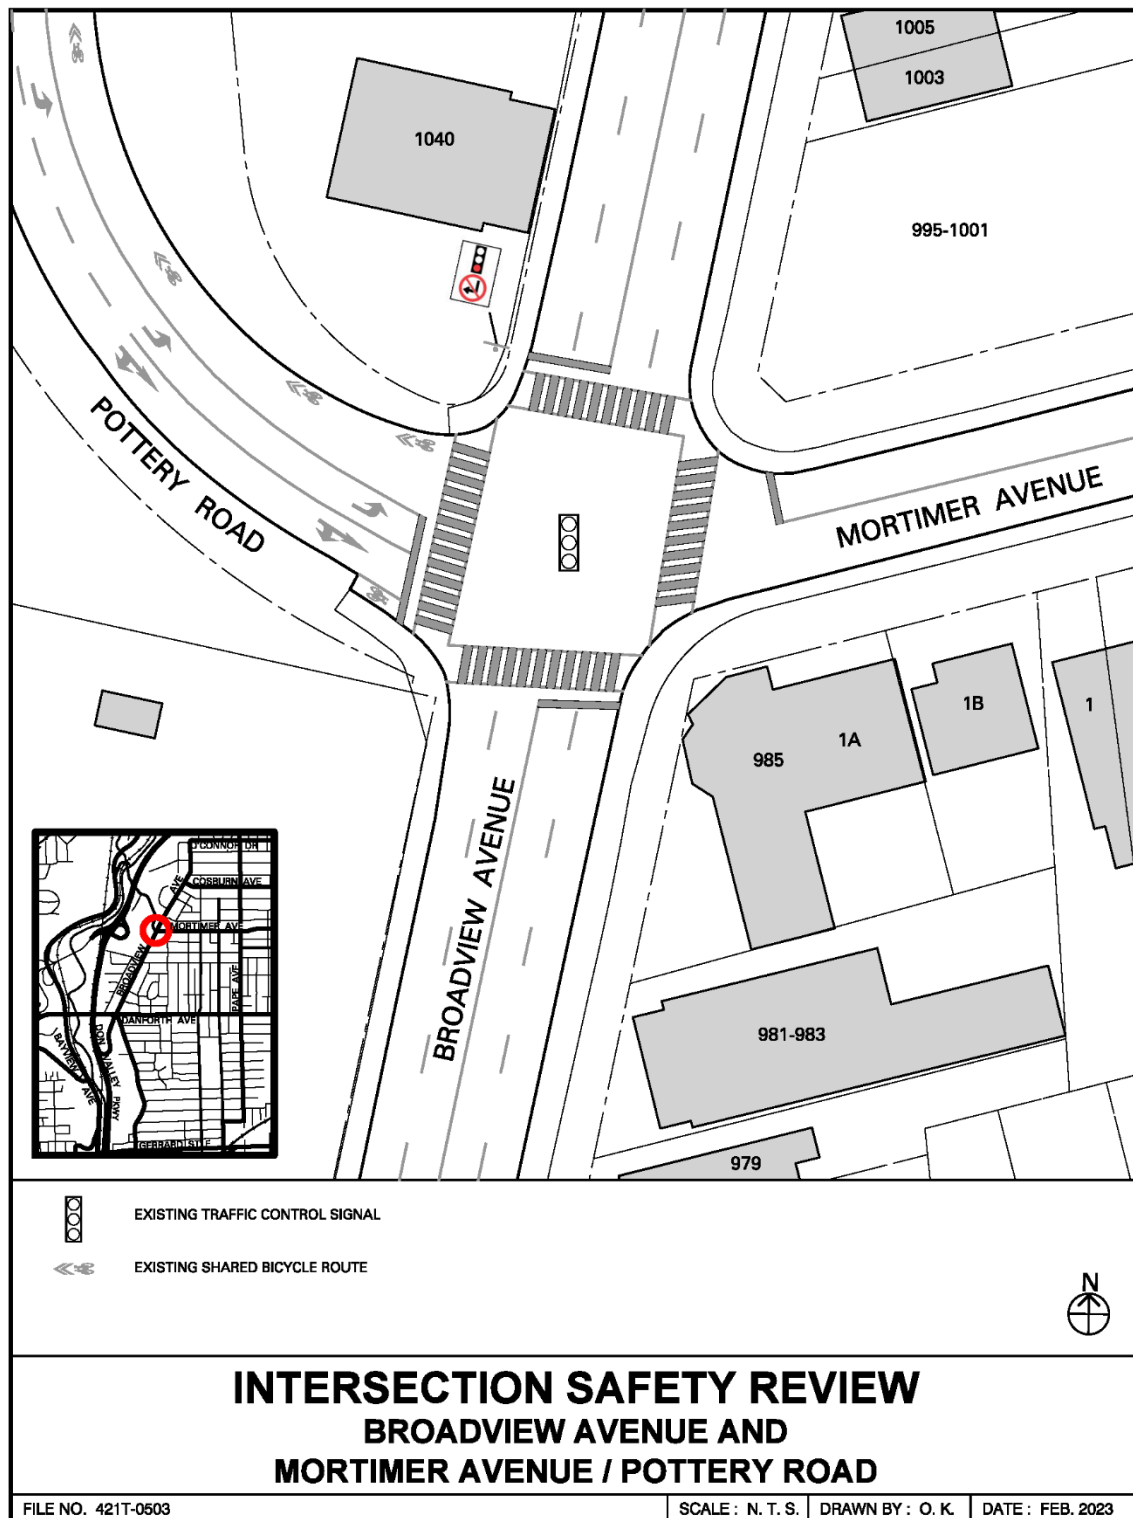 1005
1003
1040
995-1001
POTTERY ROAD
MORTIMER AVENUE
1B
1
1A
985
BROADVIEW AVENUE
O'CONNOR DR
COSBURN AVE
AVE
MORTIMER AVE
BROADVIEW
PAPE AVE
DANFORTH AVE
BAYVIEW AVE
DON VALLEY PKWY
GERRARD ST E
981-983
979
EXISTING TRAFFIC CONTROL SIGNAL
EXISTING SHARED BICYCLE ROUTE
N
INTERSECTION SAFETY REVIEW
BROADVIEW AVENUE AND
MORTIMER AVENUE / POTTERY ROAD
FILE NO. 421T-0503
SCALE : N. T. S.
DRAWN BY : O. K.
DATE : FEB. 2023